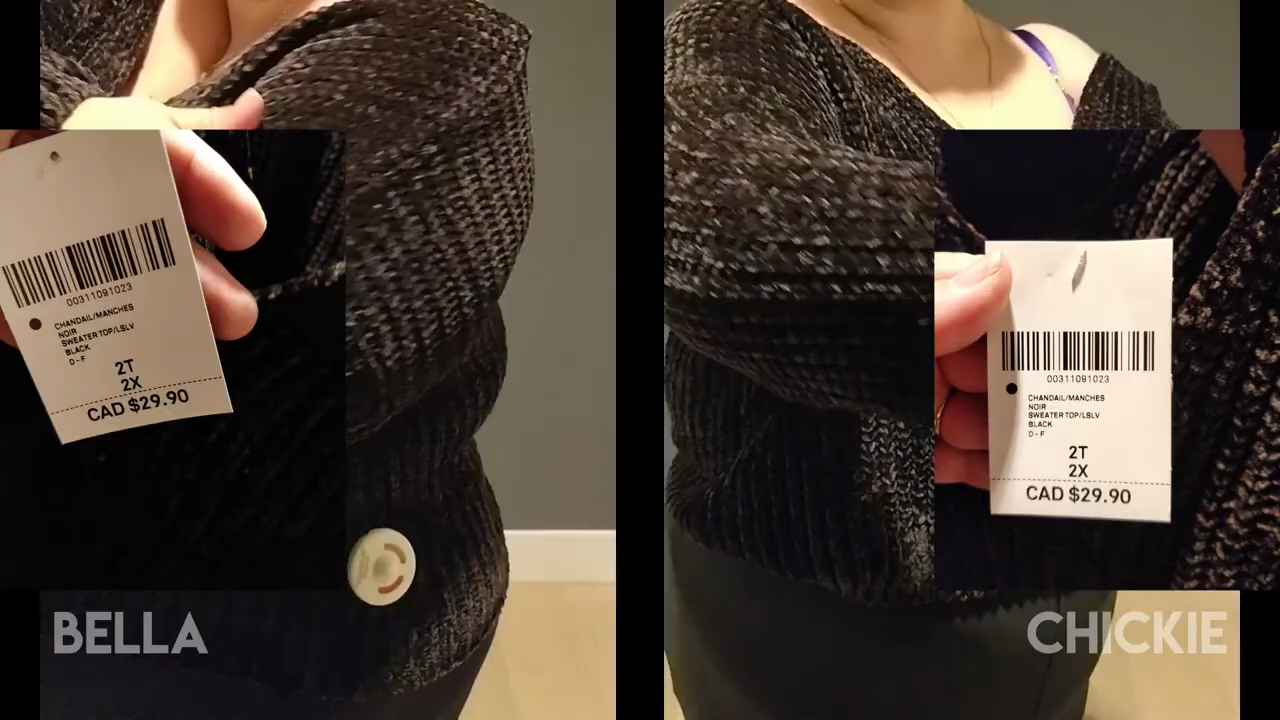 00311091023
CHANDAIL/MANCHES
NOIR
SWEATER TOP/LSLV
BLACK
D - F
2T
2X
CAD $29.90
BELLA
00311091023
CHANDAIL/MANCHES
NOIR
SWEATER TOP/LSLV
BLACK
D - F
2T
2X
CAD $29.90
CHICKIE